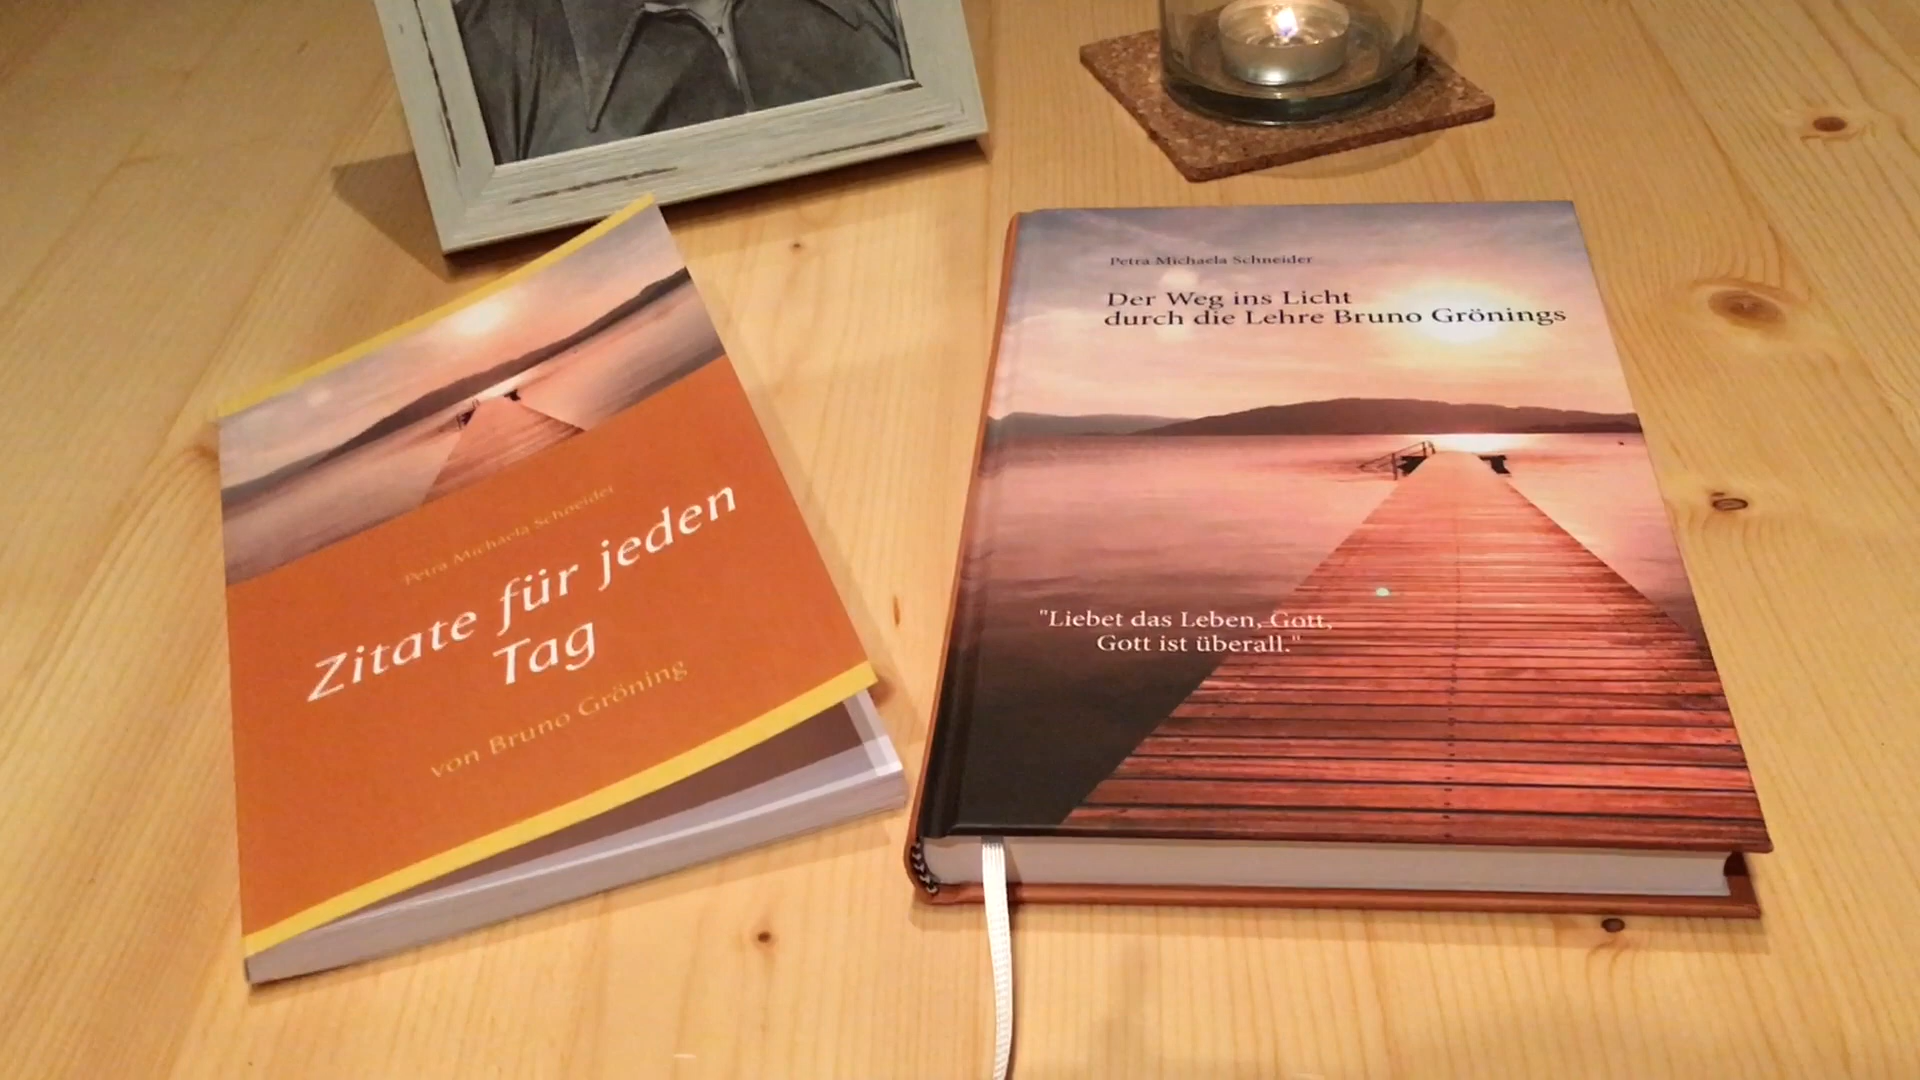 Petra Michaela Schneider
Zitate für jeden
Tag
von Bruno Gröning
Petra Michaela Schneider
Der Weg ins Licht
durch die Lehre Bruno Grönings
"Liebet das Leben, Gott,
Gott ist überall."